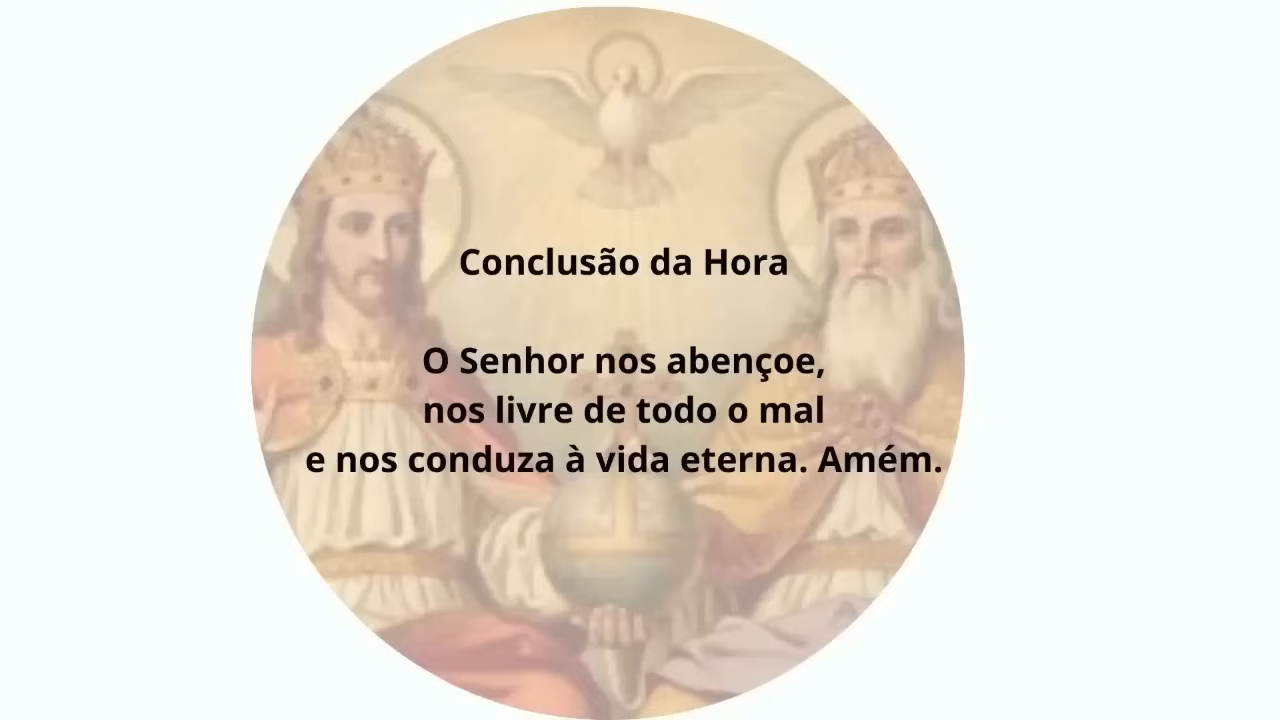 Conclusão da Hora
O Senhor nos abençoe,
nos livre de todo o mal
e nos conduza à vida eterna. Amém.